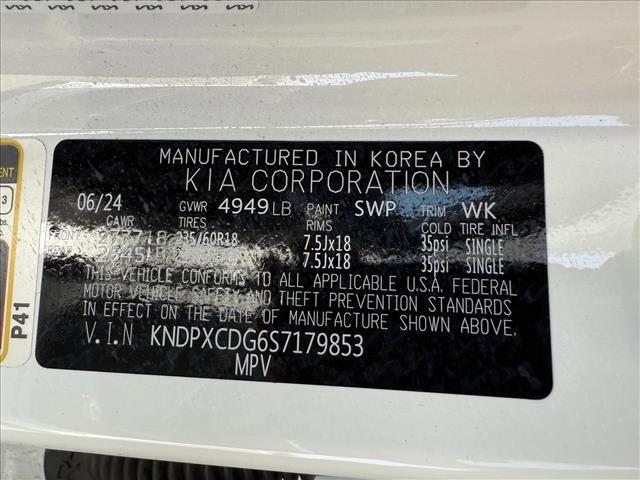 MANUFACTURED IN KOREA BY
KIA CORPORATION
06/24 GVWR 4949LB PAINT SWP TRIM WK
GAWR TIRES RIMS COLD TIRE INFL
235/60R18 7.5Jx18 35psi SINGLE
7.5Jx18 35psi SINGLE
THIS VEHICLE CONFORMS TO ALL APPLICABLE U.S.A. FEDERAL
MOTOR VEHICLE SAFETY AND THEFT PREVENTION STANDARDS
IN EFFECT ON THE DATE OF MANUFACTURE SHOWN ABOVE.
V.I.N KNDPXCDG6S7179853
MPV
3
P41